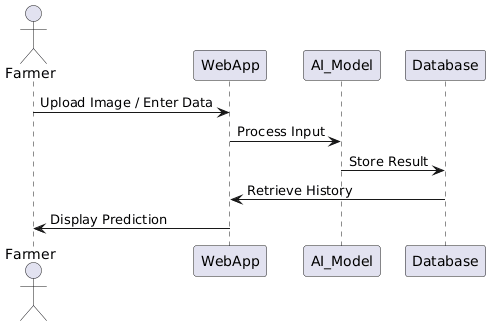 Farmer
WebApp
AI_Model
Database
Upload Image / Enter Data
Process Input
Store Result
Retrieve History
Display Prediction
Farmer
WebApp
AI_Model
Database